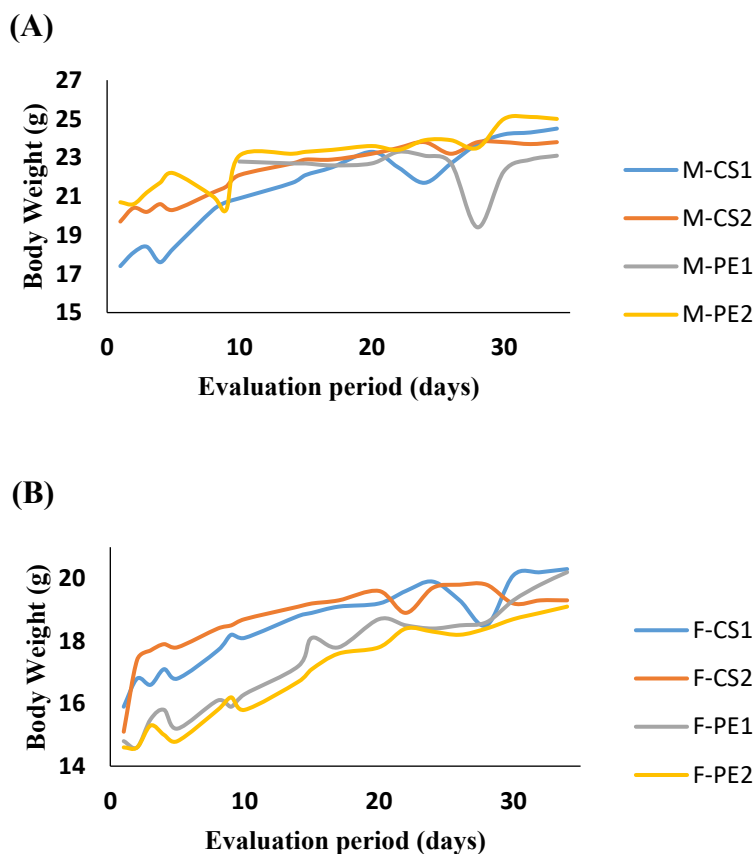 (A)
Body Weight (g)
27
25
23
21
19
17
15
0 10 20 30
Evaluation period (days)
M-CS1
M-CS2
M-PE1
M-PE2
(B)
Body Weight (g)
20
18
16
14
0 10 20 30
Evaluation period (days)
F-CS1
F-CS2
F-PE1
F-PE2